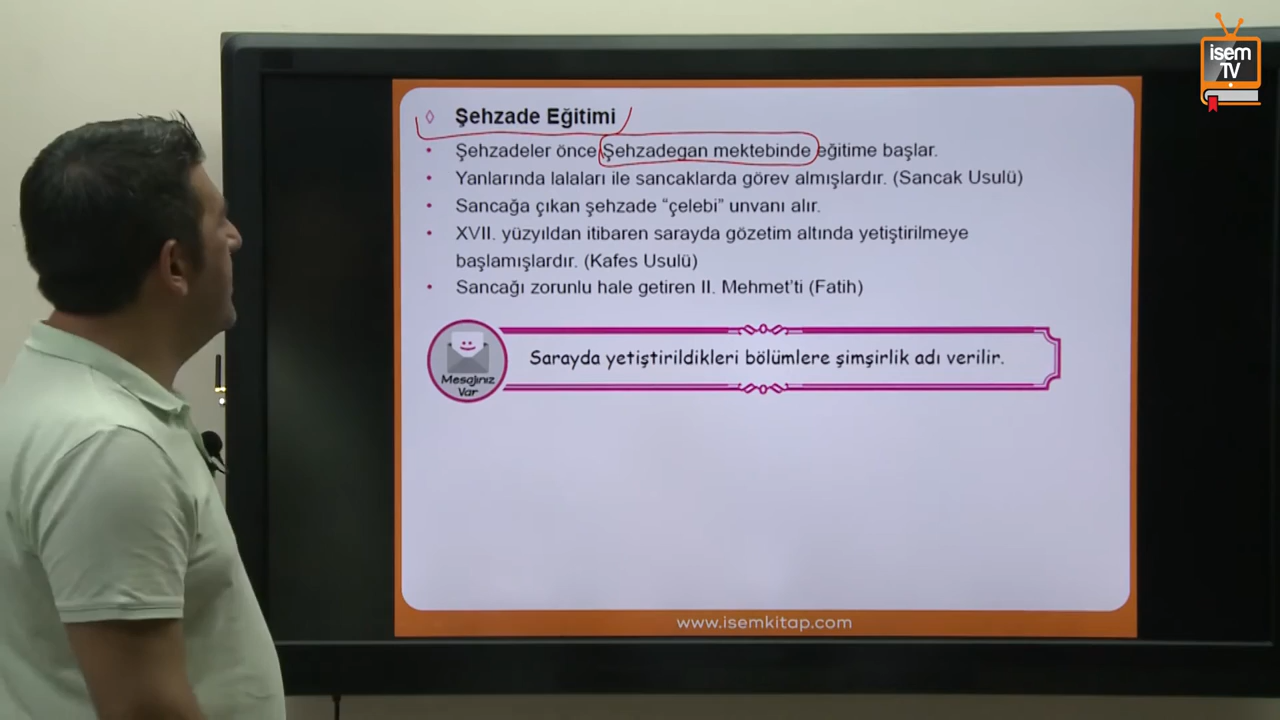 isem
TV
Şehzade Eğitimi
Şehzadeler önce Şehzadegan mektebinde eğitime başlar.
Yanlarında lalaları ile sancaklarda görev almışlardır. (Sancak Usulü)
Sancağa çıkan şehzade “çelebi” unvanı alır.
XVII. yüzyıldan itibaren sarayda gözetim altında yetiştirilmeye
başlamışlardır. (Kafes Usulü)
Sancağı zorunlu hale getiren II. Mehmet'ti (Fatih)
Mesajınız
Var
Sarayda yetiştirildikleri bölümlere şimşirlik adı verilir.
www.isemkitap.com